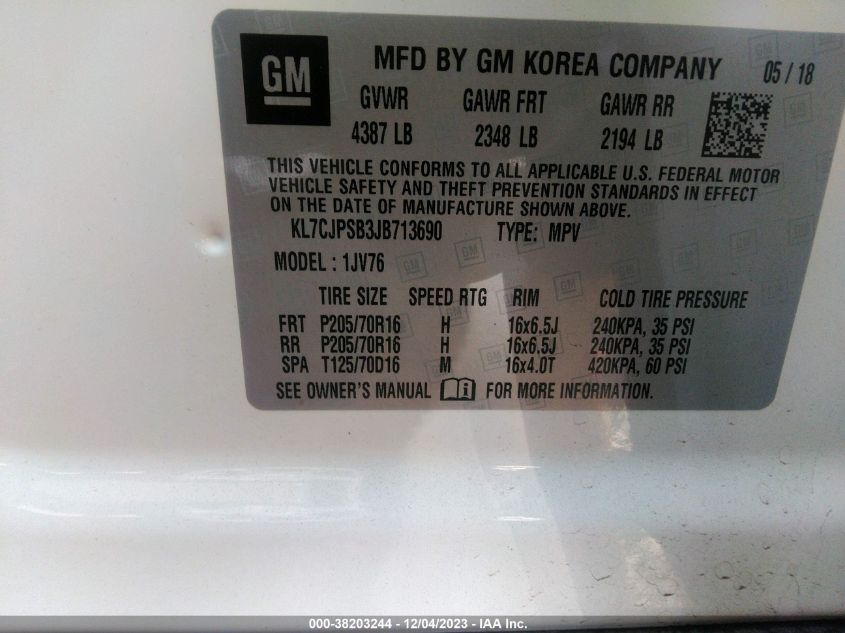 GM
MFD BY GM KOREA COMPANY 05 / 18
GVWR GAWR FRT GAWR RR
4387 LB 2348 LB 2194 LB
THIS VEHICLE CONFORMS TO ALL APPLICABLE U.S. FEDERAL MOTOR
VEHICLE SAFETY AND THEFT PREVENTION STANDARDS IN EFFECT
ON THE DATE OF MANUFACTURE SHOWN ABOVE.
KL7CJPSB3JB713690 TYPE: MPV
MODEL : 1JV76
TIRE SIZE SPEED RTG RIM COLD TIRE PRESSURE
FRT P205/70R16 H 16x6.5J 240KPA, 35 PSI
RR P205/70R16 H 16x6.5J 240KPA, 35 PSI
SPA T125/70D16 M 16x4.0T 420KPA, 60 PSI
SEE OWNER'S MANUAL i FOR MORE INFORMATION.
000-38203244 - 12/04/2023 - IAA Inc.